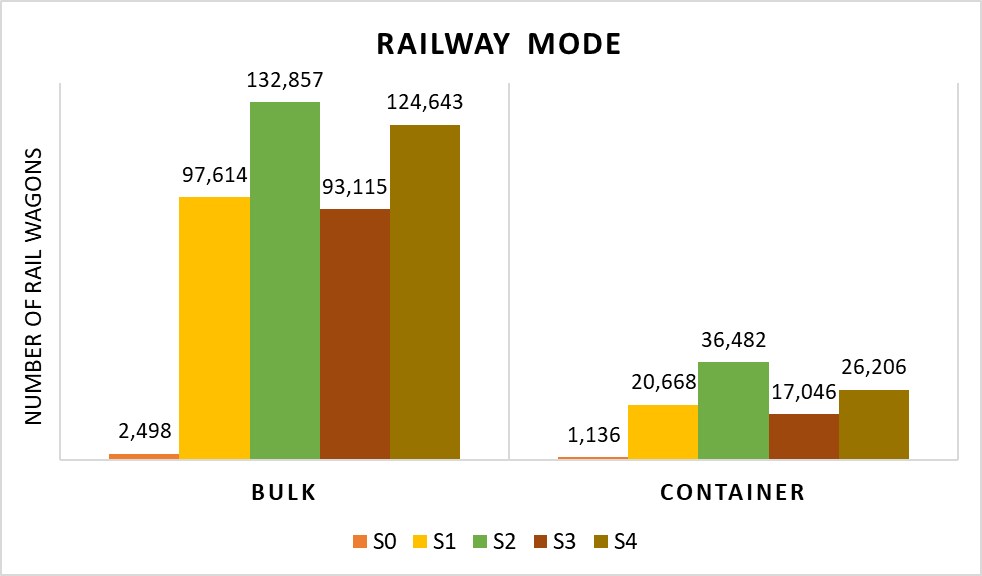 RAILWAY MODE
NUMBER OF RAIL WAGONS
132,857
124,643
97,614
93,115
2,498
36,482
26,206
20,668
17,046
1,136
BULK
CONTAINER
S0 S1 S2 S3 S4